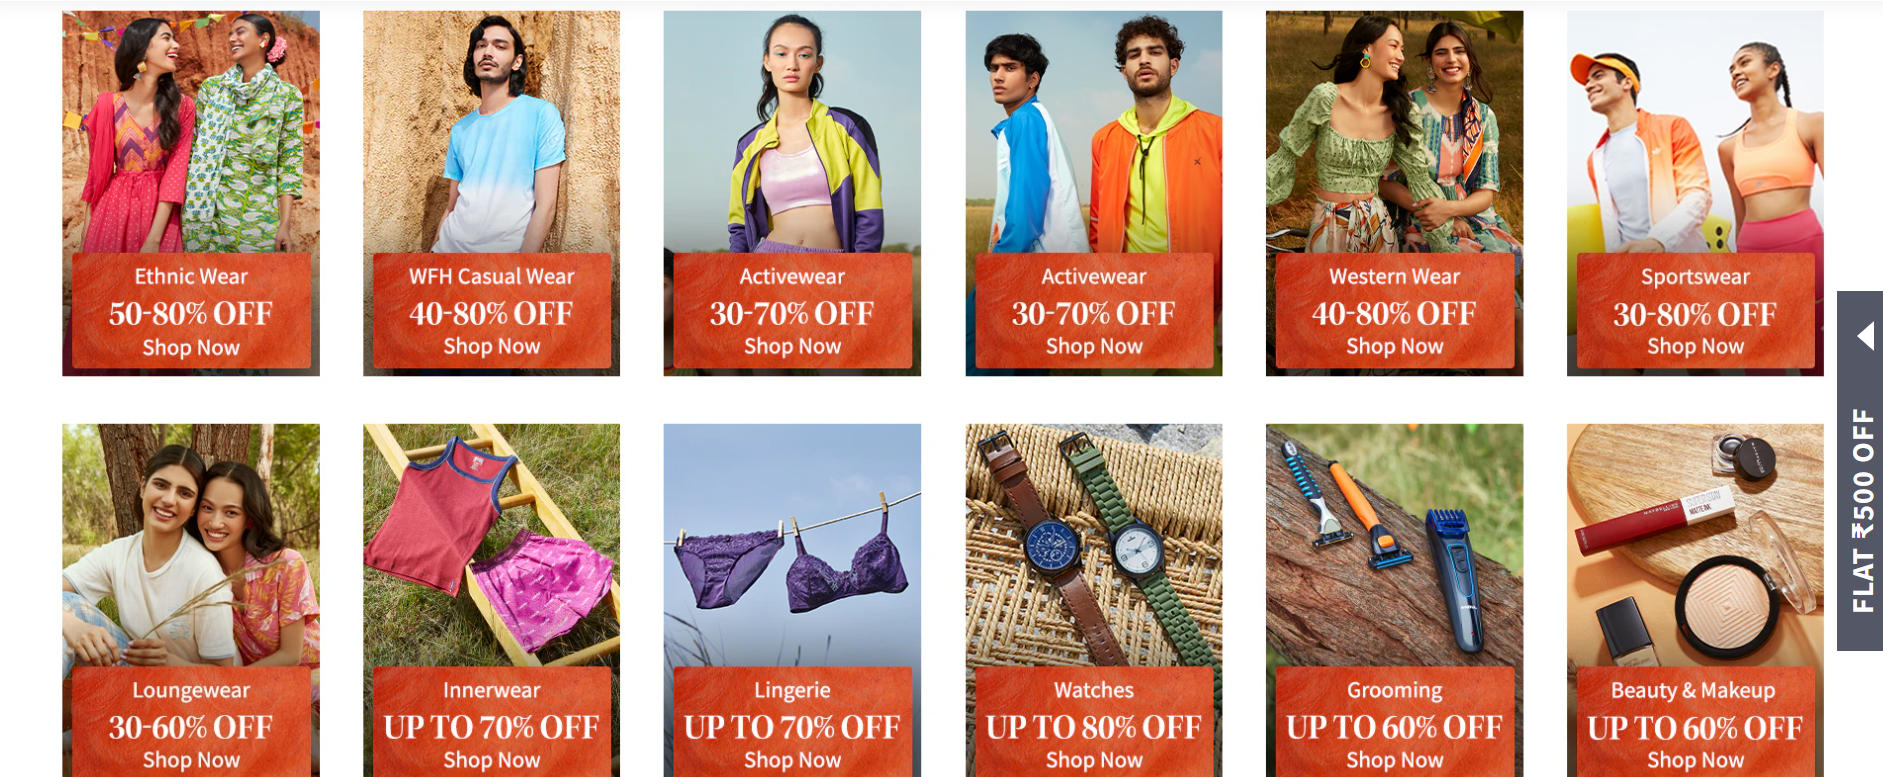 Ethnic Wear
50-80% OFF
Shop Now
WFH Casual Wear
40-80% OFF
Shop Now
Activewear
30-70% OFF
Shop Now
Activewear
30-70% OFF
Shop Now
Western Wear
40-80% OFF
Shop Now
Sportswear
30-80% OFF
Shop Now
FLAT ₹500 OFF
Loungewear
30-60% OFF
Shop Now
Innerwear
UP TO 70% OFF
Shop Now
Lingerie
UP TO 70% OFF
Shop Now
Watches
UP TO 80% OFF
Shop Now
Grooming
UP TO 60% OFF
Shop Now
SUPERSTAY
MATTE INK
MAYBELLINE
Beauty & Makeup
UP TO 60% OFF
Shop Now